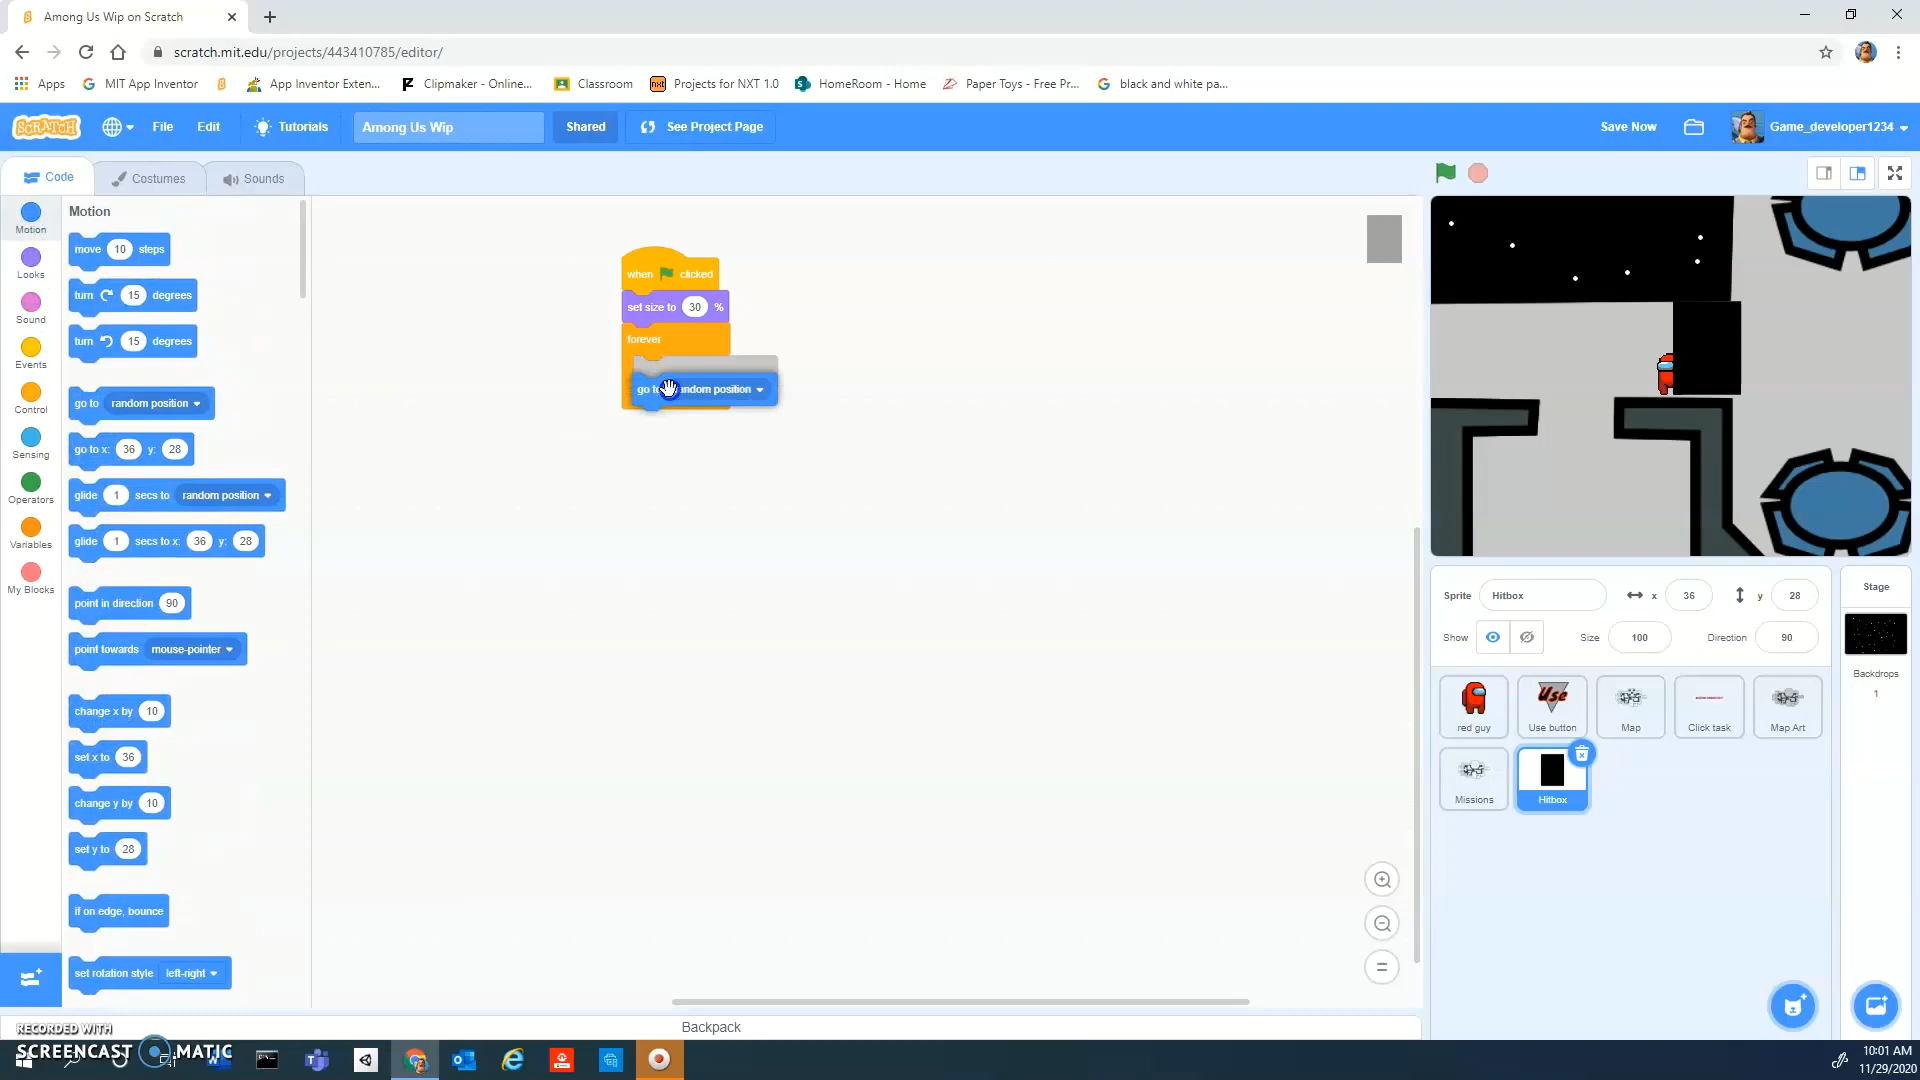 Among Us Wip on Scratch
scratch.mit.edu/projects/443410785/editor/
Apps MIT App Inventor App Inventor Exten... Clipmaker - Online... Classroom Projects for NXT 1.0 HomeRoom - Home Paper Toys - Free Pr... black and white pa...
SCRATCH File Edit Tutorials Among Us Wip Shared See Project Page Save Now Game_developer1234
Code Costumes Sounds
Motion
Looks
Sound
Events
Control
Sensing
Operators
Variables
My Blocks
Motion
move 10 steps
turn 15 degrees
turn 15 degrees
go to random position
go to x: 36 y: 28
glide 1 secs to random position
glide 1 secs to x: 36 y: 28
point in direction 90
point towards mouse-pointer
change x by 10
set x to 36
change y by 10
set y to 28
if on edge, bounce
set rotation style left-right
when clicked
set size to 30 %
forever
go to random position
Sprite Hitbox x 36 y 28
Show Size 100 Direction 90
red guy Use button Map Click task Map Art
Use
Missions Hitbox
Stage
Backdrops
1
Backpack
RECORDED WITH
SCREENCAST MATIC
10:01 AM
11/29/2020